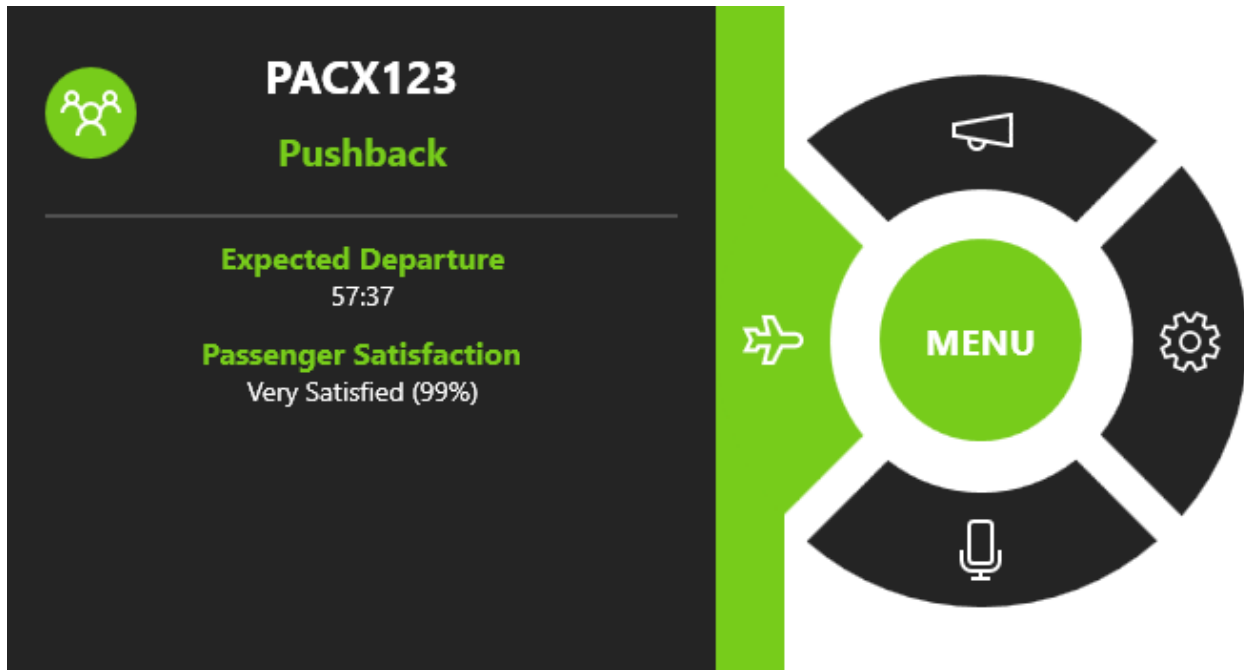 PACX123
Pushback
Expected Departure
57:37
Passenger Satisfaction
Very Satisfied (99%)
MENU